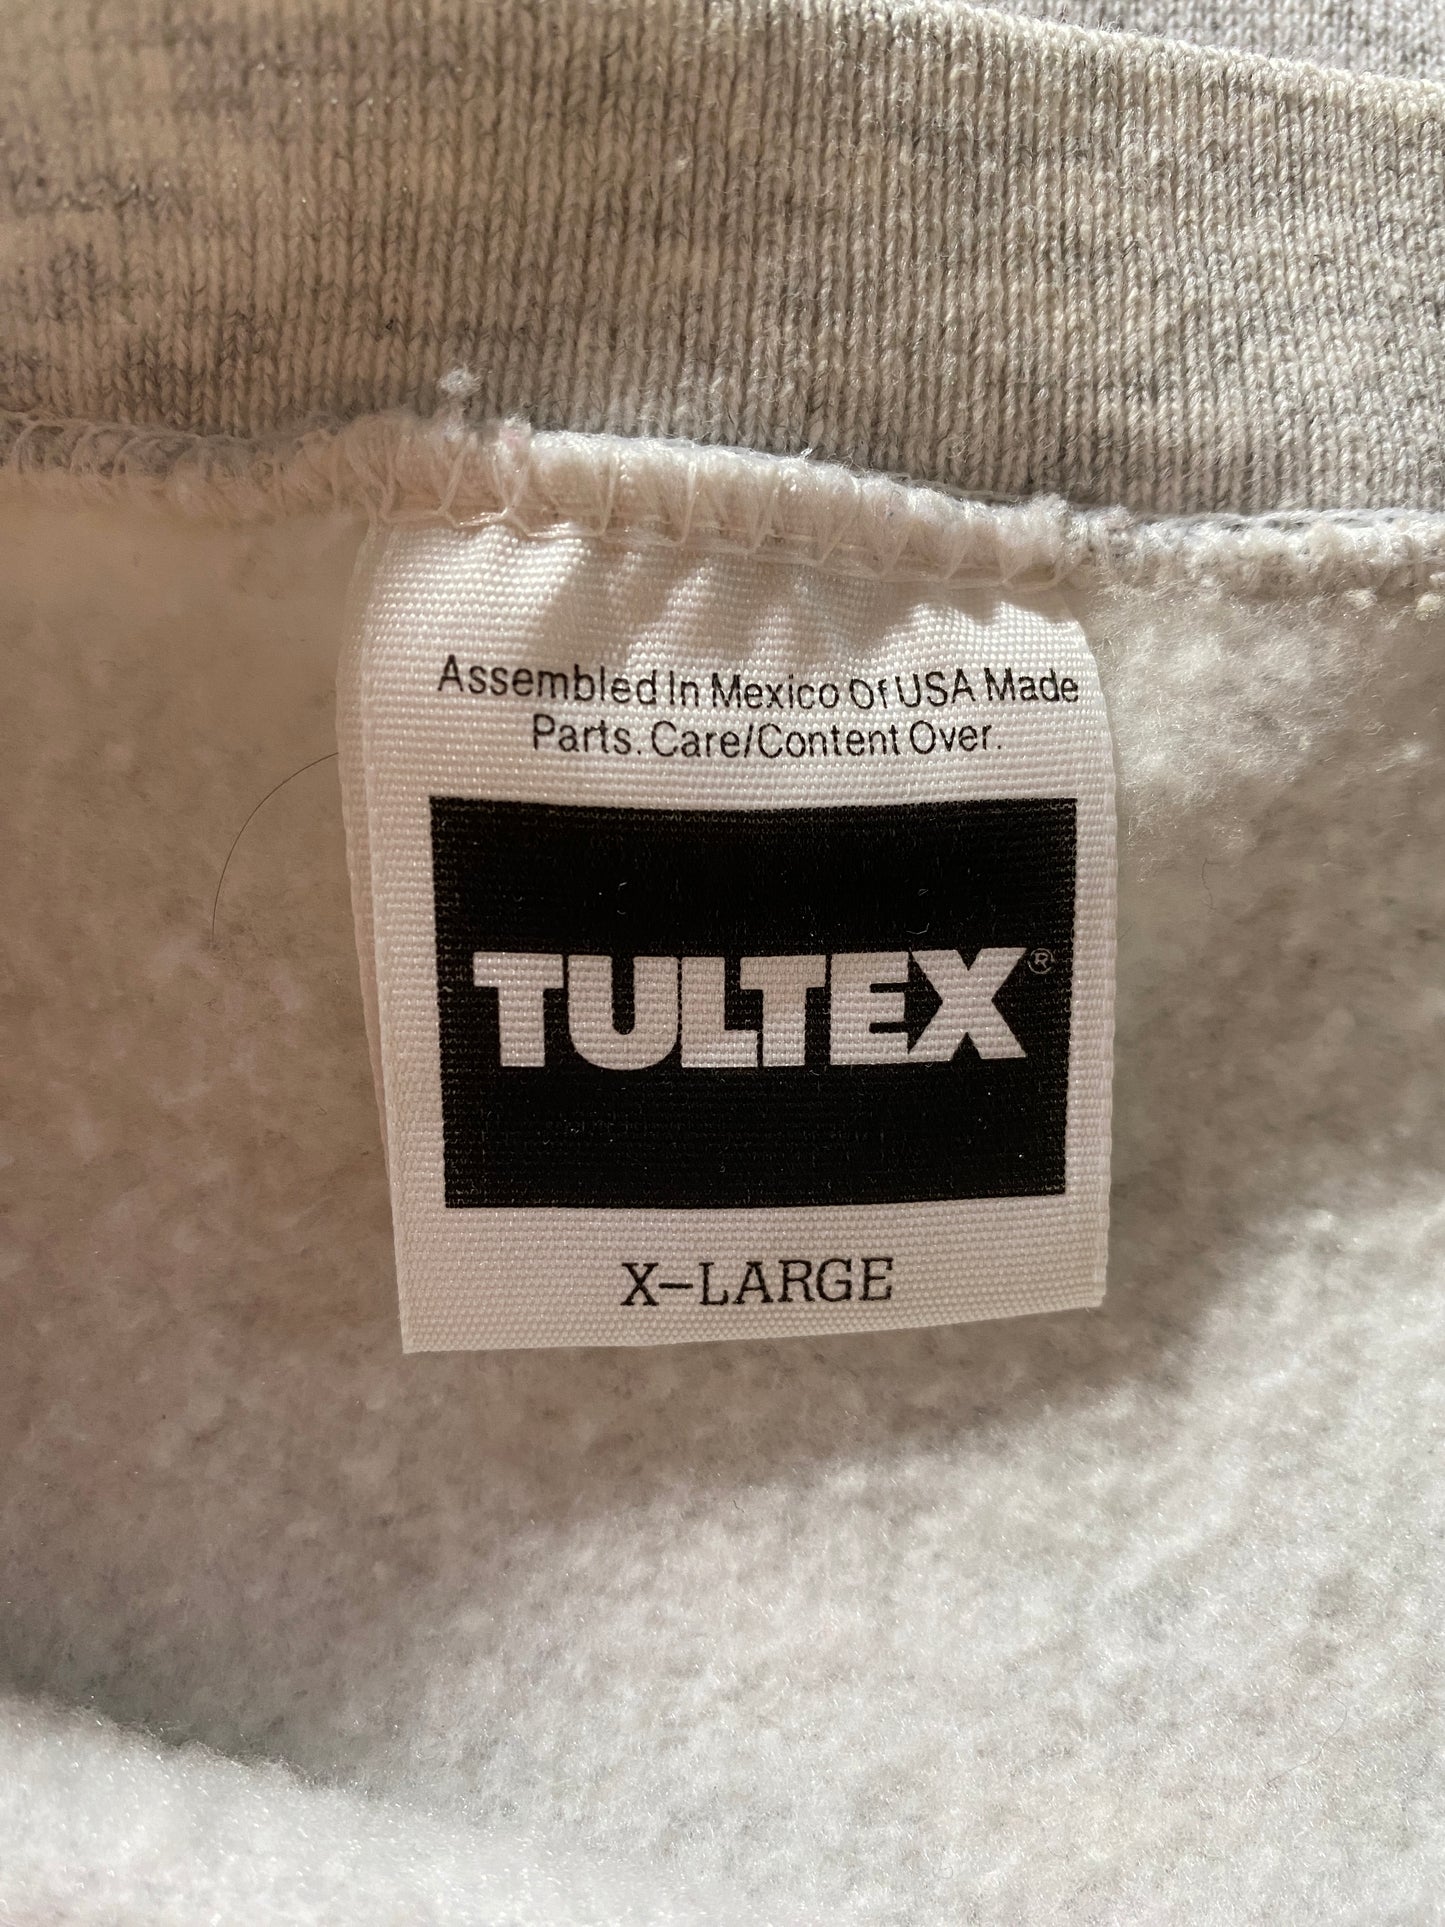 Assembled In Mexico Of USA Made
Parts. Care/Content Over.
TULTEX®
X-LARGE